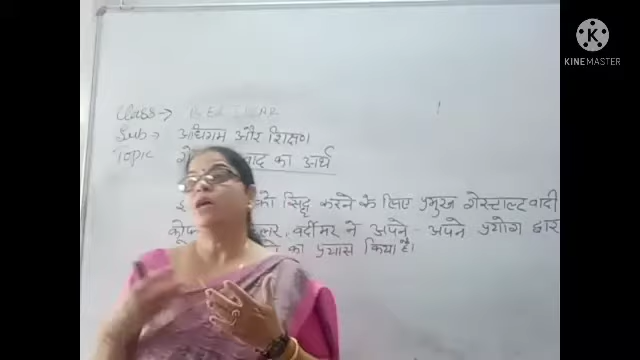 KINEMASTER
Class → B.Ed YEAR
Sub → अधिगम और शिक्षण
Topic वाद का अर्थ
को सिद्ध करने के लिए प्रमुख गेस्टाल्ट वादी
लर, वर्दीमर ने अपने - अपने प्रयोग द्वारा
का प्रयास किया है।